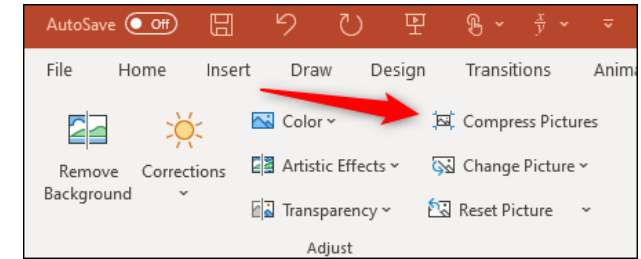 AutoSave Off
File Home Insert Draw Design Transitions Anim
Remove Background
Corrections
Color
Artistic Effects
Transparency
Compress Pictures
Change Picture
Reset Picture
Adjust